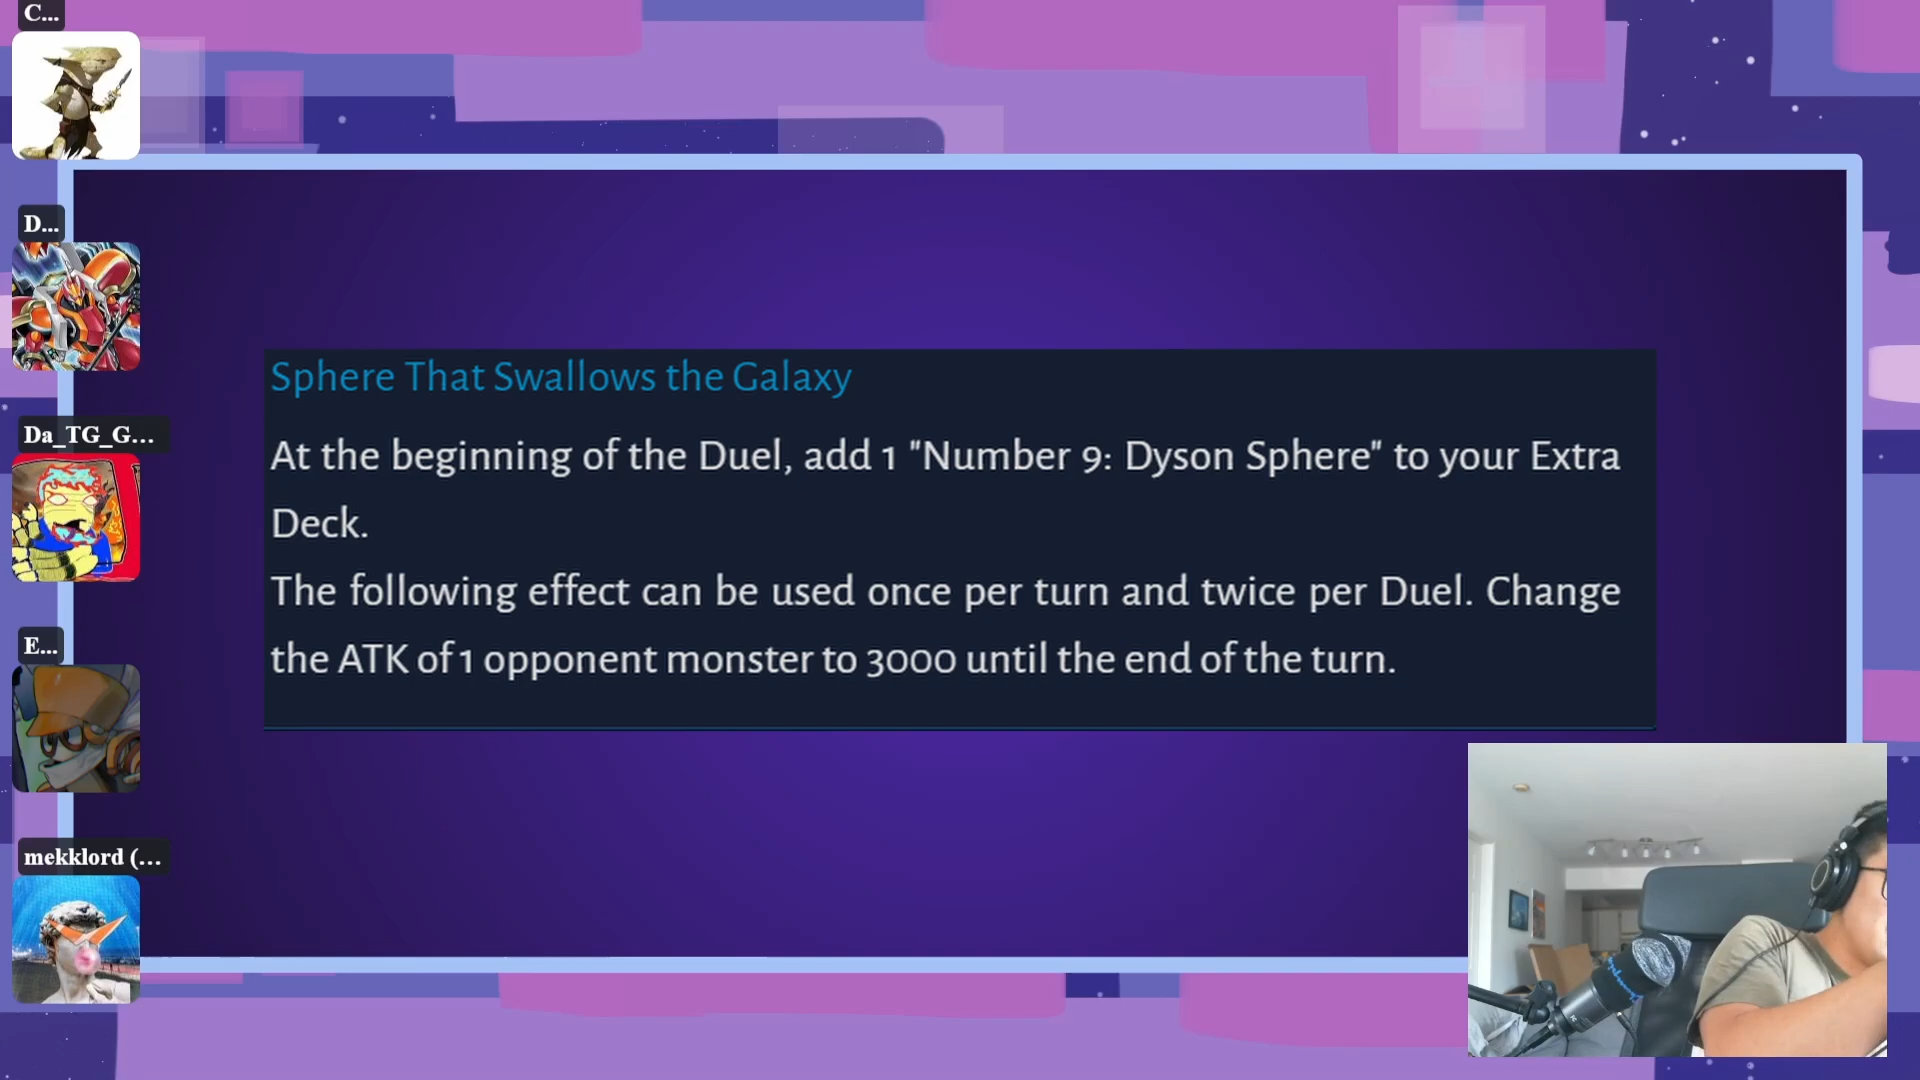 C...
D...
Da_TG_G...
E...
mekklord (...
Sphere That Swallows the Galaxy
At the beginning of the Duel, add 1 "Number 9: Dyson Sphere" to your Extra
Deck.
The following effect can be used once per turn and twice per Duel. Change
the ATK of 1 opponent monster to 3000 until the end of the turn.